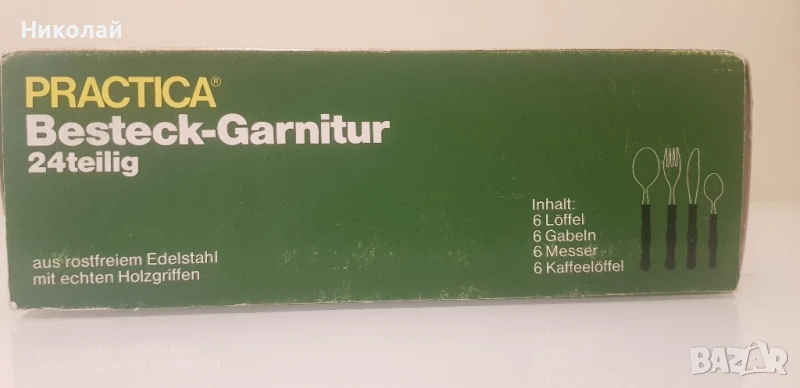 Николай
PRACTICA®
Besteck-Garnitur
24teilig
aus rostfreiem Edelstahl
mit echten Holzgriffen
Inhalt:
6 Löffel
6 Gabeln
6 Messer
6 Kaffeelöffel
BAZAR